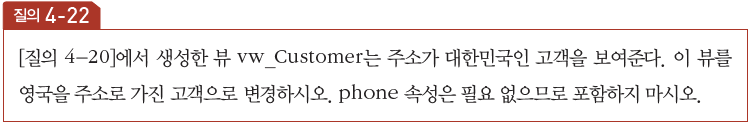 질의 4-22
[질의 4-20]에서 생성한 뷰 vw_Customer는 주소가 대한민국인 고객을 보여준다. 이 뷰를
영국을 주소로 가진 고객으로 변경하시오. phone 속성은 필요 없으므로 포함하지 마시오.